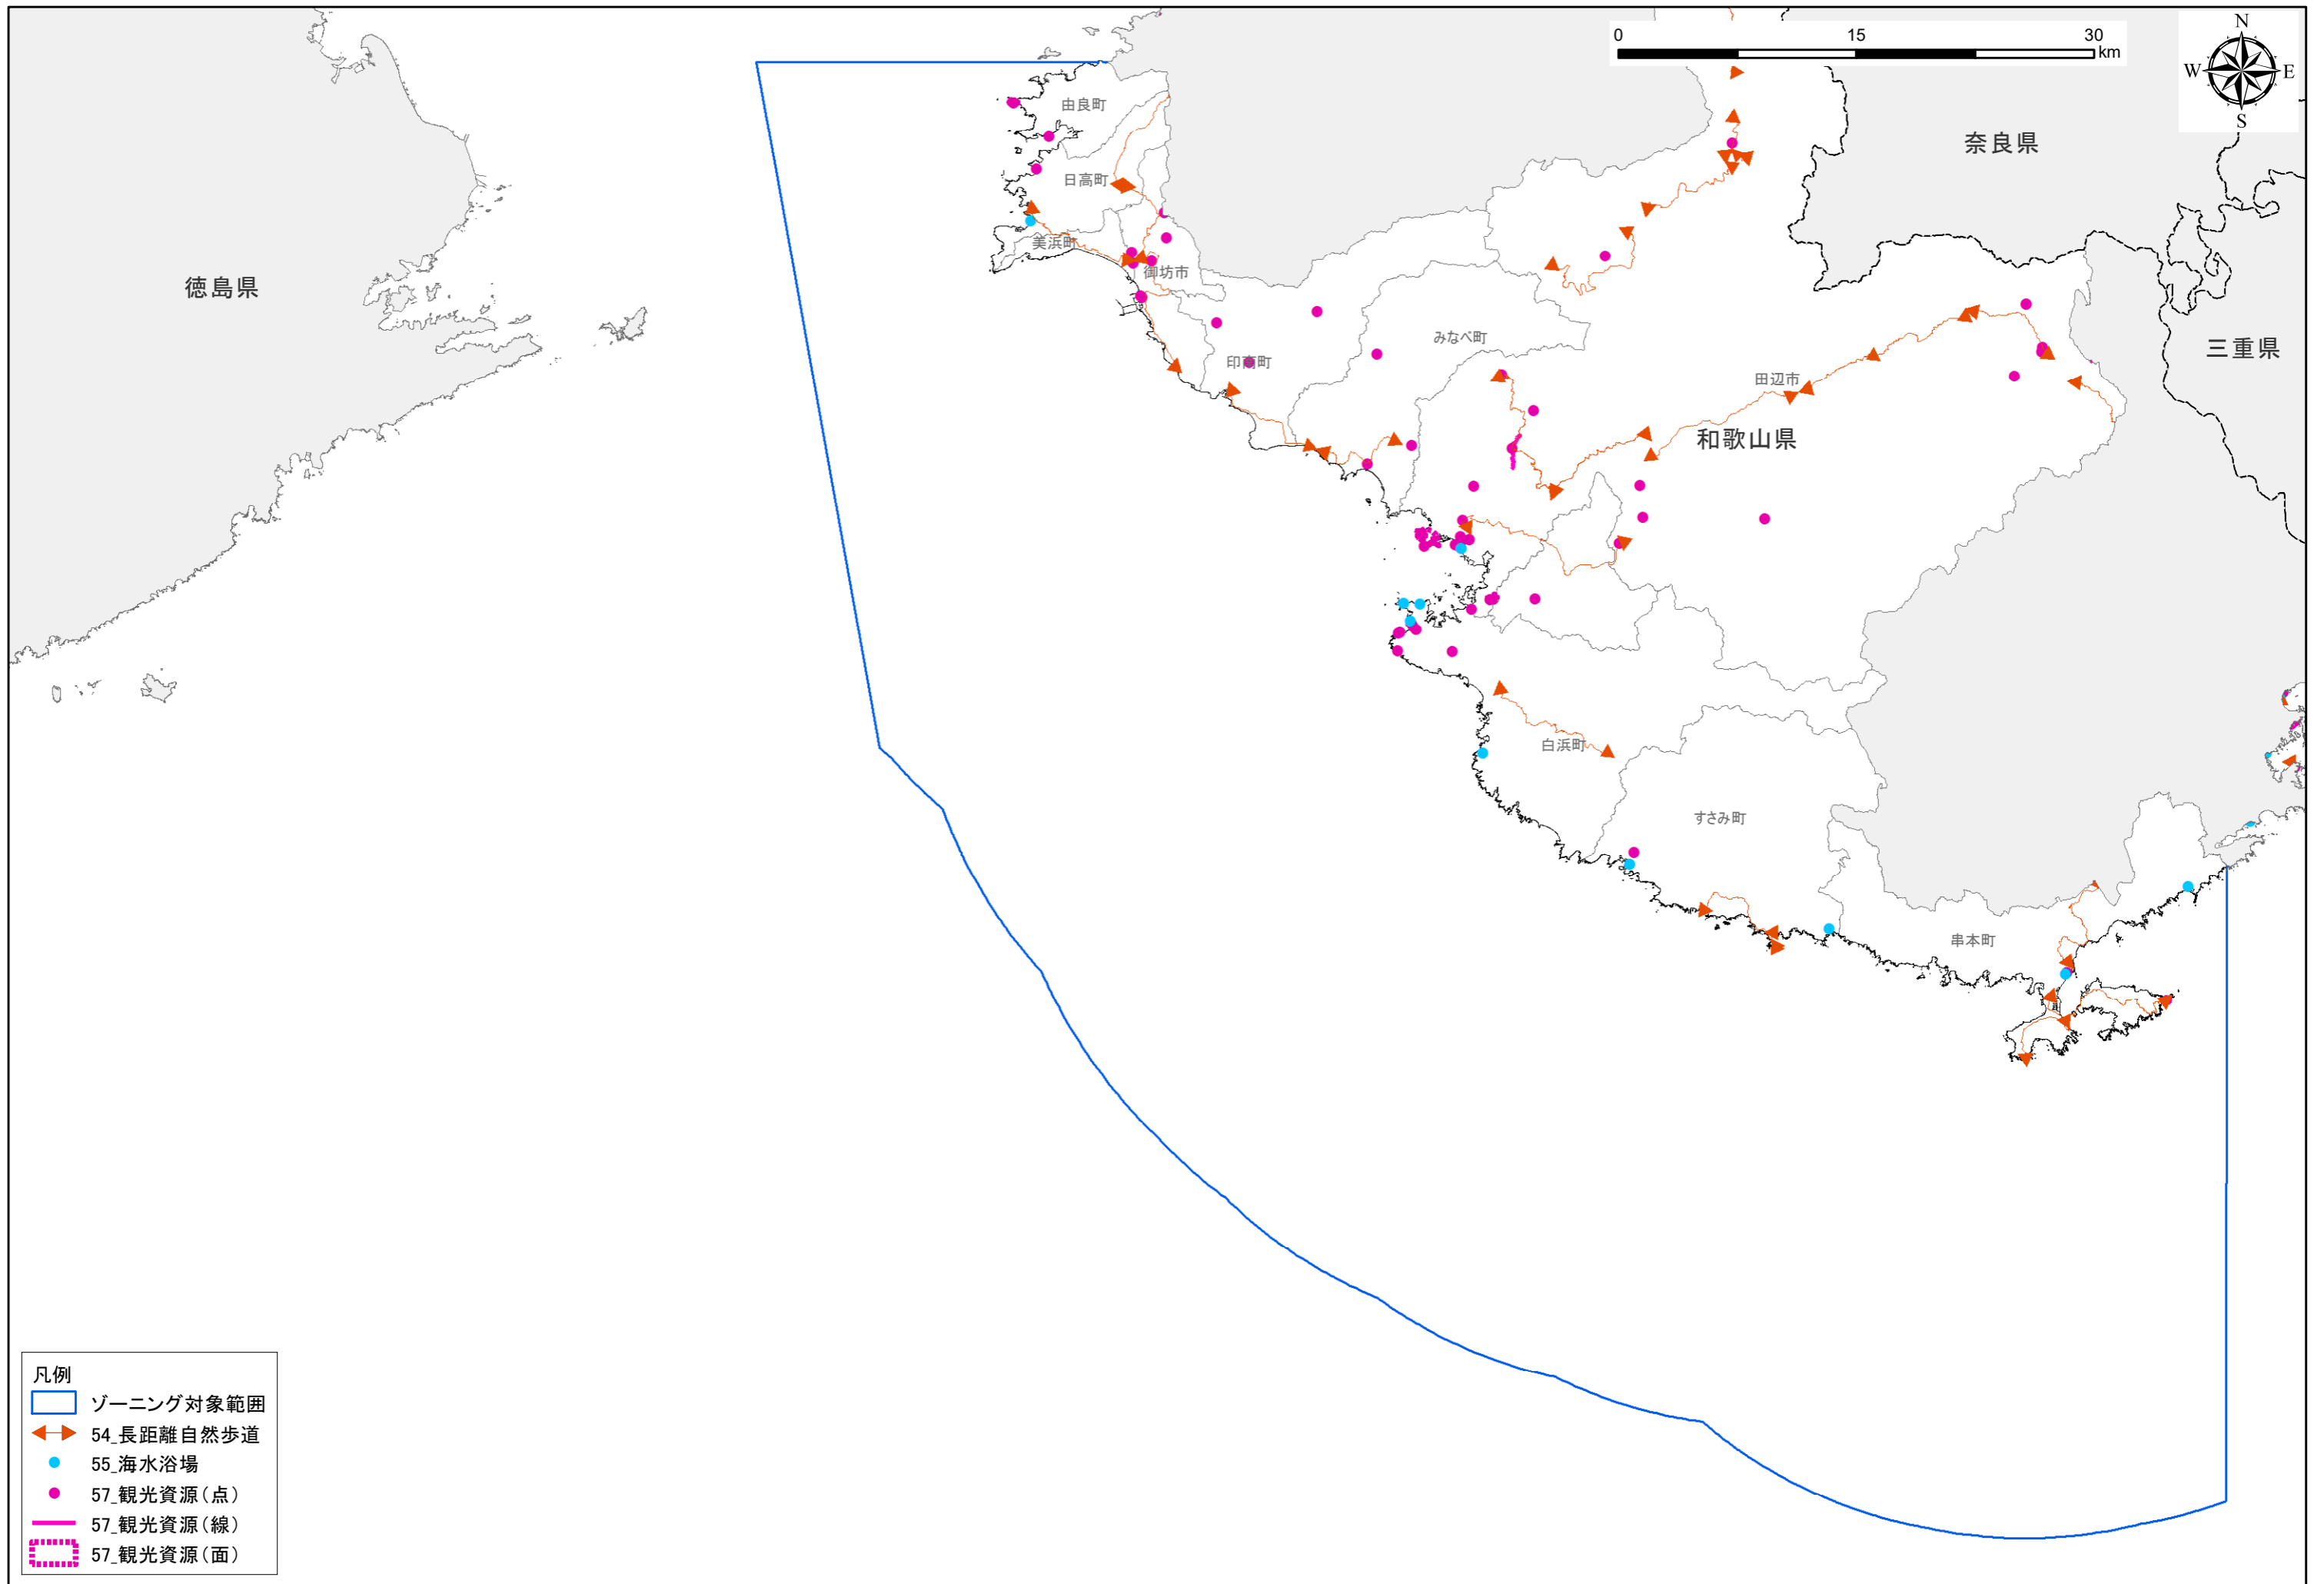 0 15 30
km
N
W E
S
由良町
奈良県
日高町
美浜町
御坊市
徳島県
みなべ町
三重県
印南町
田辺市
和歌山県
白浜町
すさみ町
串本町
凡例
ゾーニング対象範囲
54_長距離自然歩道
55_海水浴場
57_観光資源(点)
57_観光資源(線)
57_観光資源(面)